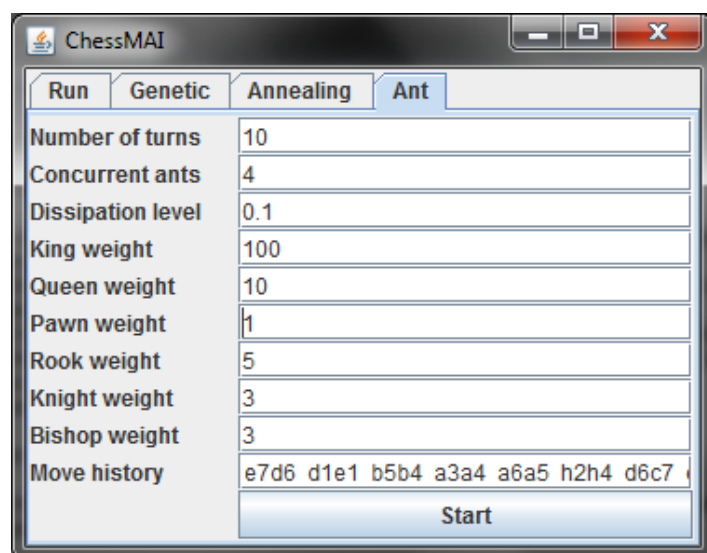 ChessMAI
Run Genetic Annealing Ant
Number of turns 10
Concurrent ants 4
Dissipation level 0.1
King weight 100
Queen weight 10
Pawn weight 1
Rook weight 5
Knight weight 3
Bishop weight 3
Move history e7d6 d1e1 b5b4 a3a4 a6a5 h2h4 d6c7
Start